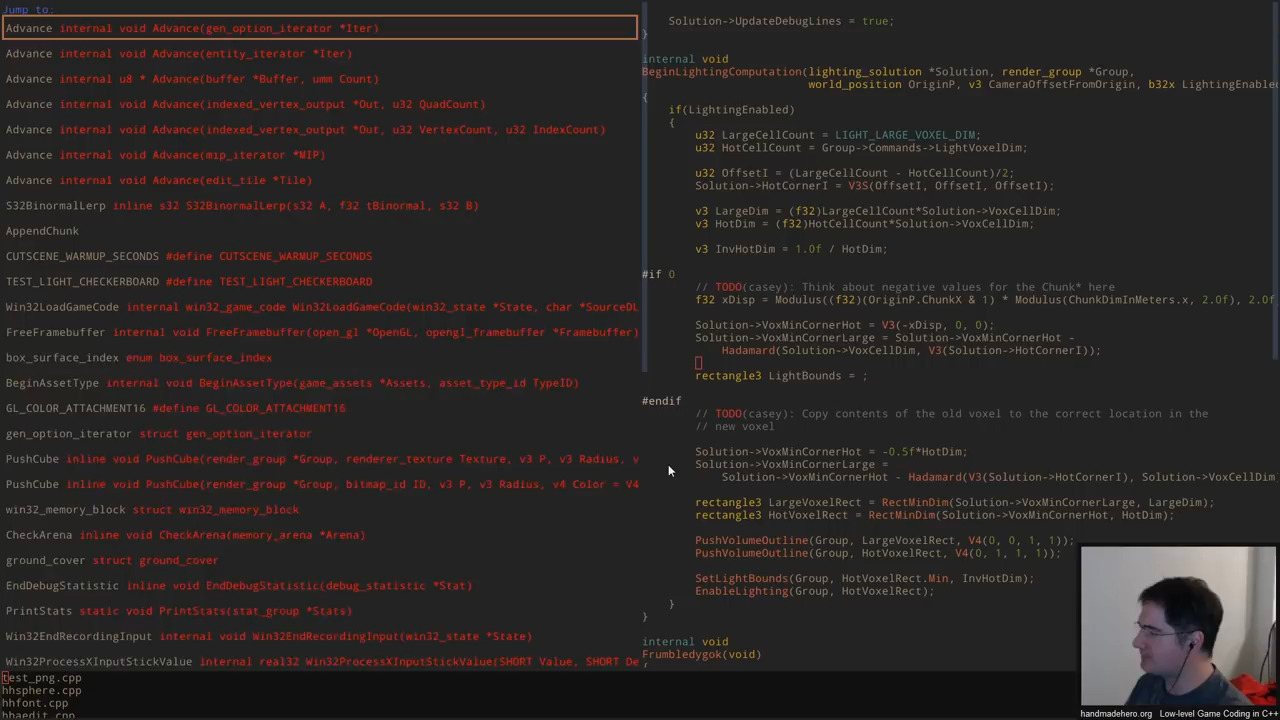 Jump to:
Advance internal void Advance(gen_option_iterator *Iter)
Advance internal void Advance(entity_iterator *Iter)
Advance internal u8 * Advance(buffer *Buffer, umm Count)
Advance internal void Advance(indexed_vertex_output *Out, u32 QuadCount)
Advance internal void Advance(indexed_vertex_output *Out, u32 VertexCount, u32 IndexCount)
Advance internal void Advance(mip_iterator *MIP)
Advance internal void Advance(edit_tile *Tile)
S32BinormalLerp inline s32 S32BinormalLerp(s32 A, f32 tBinormal, s32 B)
AppendChunk
CUTSCENE_WARMUP_SECONDS #define CUTSCENE_WARMUP_SECONDS
TEST_LIGHT_CHECKERBOARD #define TEST_LIGHT_CHECKERBOARD
Win32LoadGameCode internal win32_game_code Win32LoadGameCode(win32_state *State, char *SourceDL
FreeFramebuffer internal void FreeFramebuffer(open_gl *OpenGL, opengl_framebuffer *Framebuffer)
box_surface_index enum box_surface_index
BeginAssetType internal void BeginAssetType(game_assets *Assets, asset_type_id TypeID)
GL_COLOR_ATTACHMENT16 #define GL_COLOR_ATTACHMENT16
gen_option_iterator struct gen_option_iterator
PushCube inline void PushCube(render_group *Group, renderer_texture Texture, v3 P, v3 Radius, v
PushCube inline void PushCube(render_group *Group, bitmap_id ID, v3 P, v3 Radius, v4 Color = V4
win32_memory_block struct win32_memory_block
CheckArena inline void CheckArena(memory_arena *Arena)
ground_cover struct ground_cover
EndDebugStatistic inline void EndDebugStatistic(debug_statistic *Stat)
PrintStats static void PrintStats(stat_group *Stats)
Win32EndRecordingInput internal void Win32EndRecordingInput(win32_state *State)
Win32ProcessXInputStickValue internal real32 Win32ProcessXInputStickValue(SHORT Value, SHORT De
test_png.cpp
hhsphere.cpp
hhfont.cpp
hhaedit.cpp
Solution->UpdateDebugLines = true;
}
internal void
BeginLightingComputation(lighting_solution *Solution, render_group *Group,
world_position OriginP, v3 CameraOffsetFromOrigin, b32x LightingEnable
{
if(LightingEnabled)
{
u32 LargeCellCount = LIGHT_LARGE_VOXEL_DIM;
u32 HotCellCount = Group->Commands->LightVoxelDim;
u32 OffsetI = (LargeCellCount - HotCellCount)/2;
Solution->HotCornerI = V3S(OffsetI, OffsetI, OffsetI);
v3 LargeDim = (f32)LargeCellCount*Solution->VoxCellDim;
v3 HotDim = (f32)HotCellCount*Solution->VoxCellDim;
v3 InvHotDim = 1.0f / HotDim;
#if 0
// TODO(casey): Think about negative values for the Chunk* here
f32 xDisp = Modulus((f32)(OriginP.ChunkX & 1) * Modulus(ChunkDimInMeters.x, 2.0f), 2.0f
Solution->VoxMinCornerHot = V3(-xDisp, 0, 0);
Solution->VoxMinCornerLarge = Solution->VoxMinCornerHot -
Hadamard(Solution->VoxCellDim, V3(Solution->HotCornerI));
rectangle3 LightBounds = ;
#endif
// TODO(casey): Copy contents of the old voxel to the correct location in the
// new voxel
Solution->VoxMinCornerHot = -0.5f*HotDim;
Solution->VoxMinCornerLarge =
Solution->VoxMinCornerHot - Hadamard(V3(Solution->HotCornerI), Solution->VoxCellDim
rectangle3 LargeVoxelRect = RectMinDim(Solution->VoxMinCornerLarge, LargeDim);
rectangle3 HotVoxelRect = RectMinDim(Solution->VoxMinCornerHot, HotDim);
PushVolumeOutline(Group, LargeVoxelRect, V4(0, 0, 1, 1));
PushVolumeOutline(Group, HotVoxelRect, V4(0, 1, 1, 1));
SetLightBounds(Group, HotVoxelRect.Min, InvHotDim);
EnableLighting(Group, HotVoxelRect);
}
}
internal void
Frumbledygok(void)
handmadehero.org Low-level Game Coding in C++